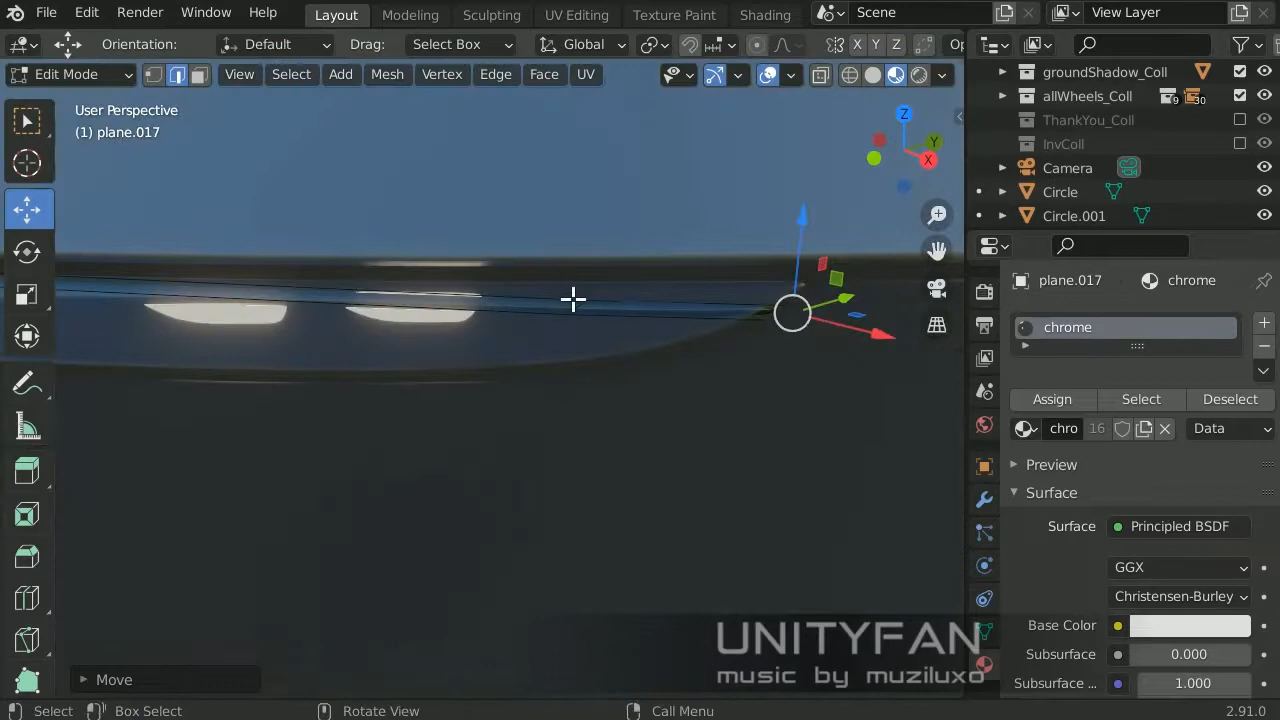 File Edit Render Window Help Layout Modeling Sculpting UV Editing Texture Paint Shading Scene View Layer
Orientation: Default Drag: Select Box Global X Y Z Op
Edit Mode View Select Add Mesh Vertex Edge Face UV
User Perspective
(1) plane.017
Z
Y
X
groundShadow_Coll
allWheels_Coll 9 30
ThankYou_Coll
InvColl
Camera
Circle
Circle.001
plane.017 chrome
chrome
Assign Select Deselect
chro 16 Data
Preview
Surface
Surface Principled BSDF
GGX
Christensen-Burley
Base Color
Subsurface 0.000
Subsurface ... 1.000
UNITYFAN
music by muziluxo
Move
Select Box Select Rotate View Call Menu 2.91.0